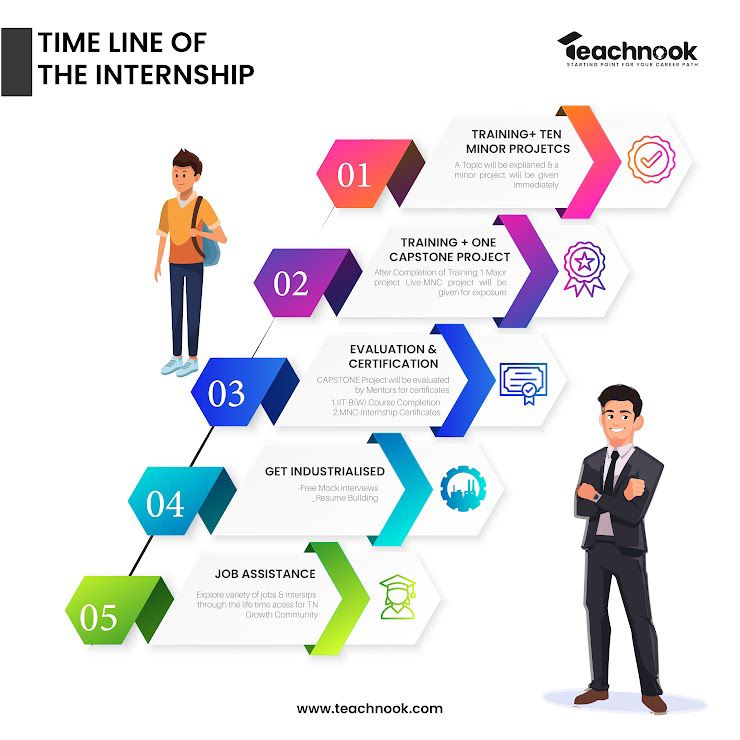 TIME LINE OF
THE INTERNSHIP
Teachnook
STARTING POINT FOR YOUR CAREER PATH
01
TRAINING+ TEN
MINOR PROJETCS
A Topic will be explianed & a
minor project will be given
immediately
02
TRAINING + ONE
CAPSTONE PROJECT
After Completion of Training,'1 Major
project Live-MNC project will be
given for exposure
03
EVALUATION &
CERTIFICATION
CAPSTONE Project will be evaluated
by Mentors for certificates
1.IIT-B(W) Course Completion
2.MNC-Internship Certificates
04
GET INDUSTRIALISED
-Free Mock interviews
_Resume Building
05
JOB ASSISTANCE
Explore variety of jobs & intersips
through the life time acess for TN
Growth Community
www.teachnook.com